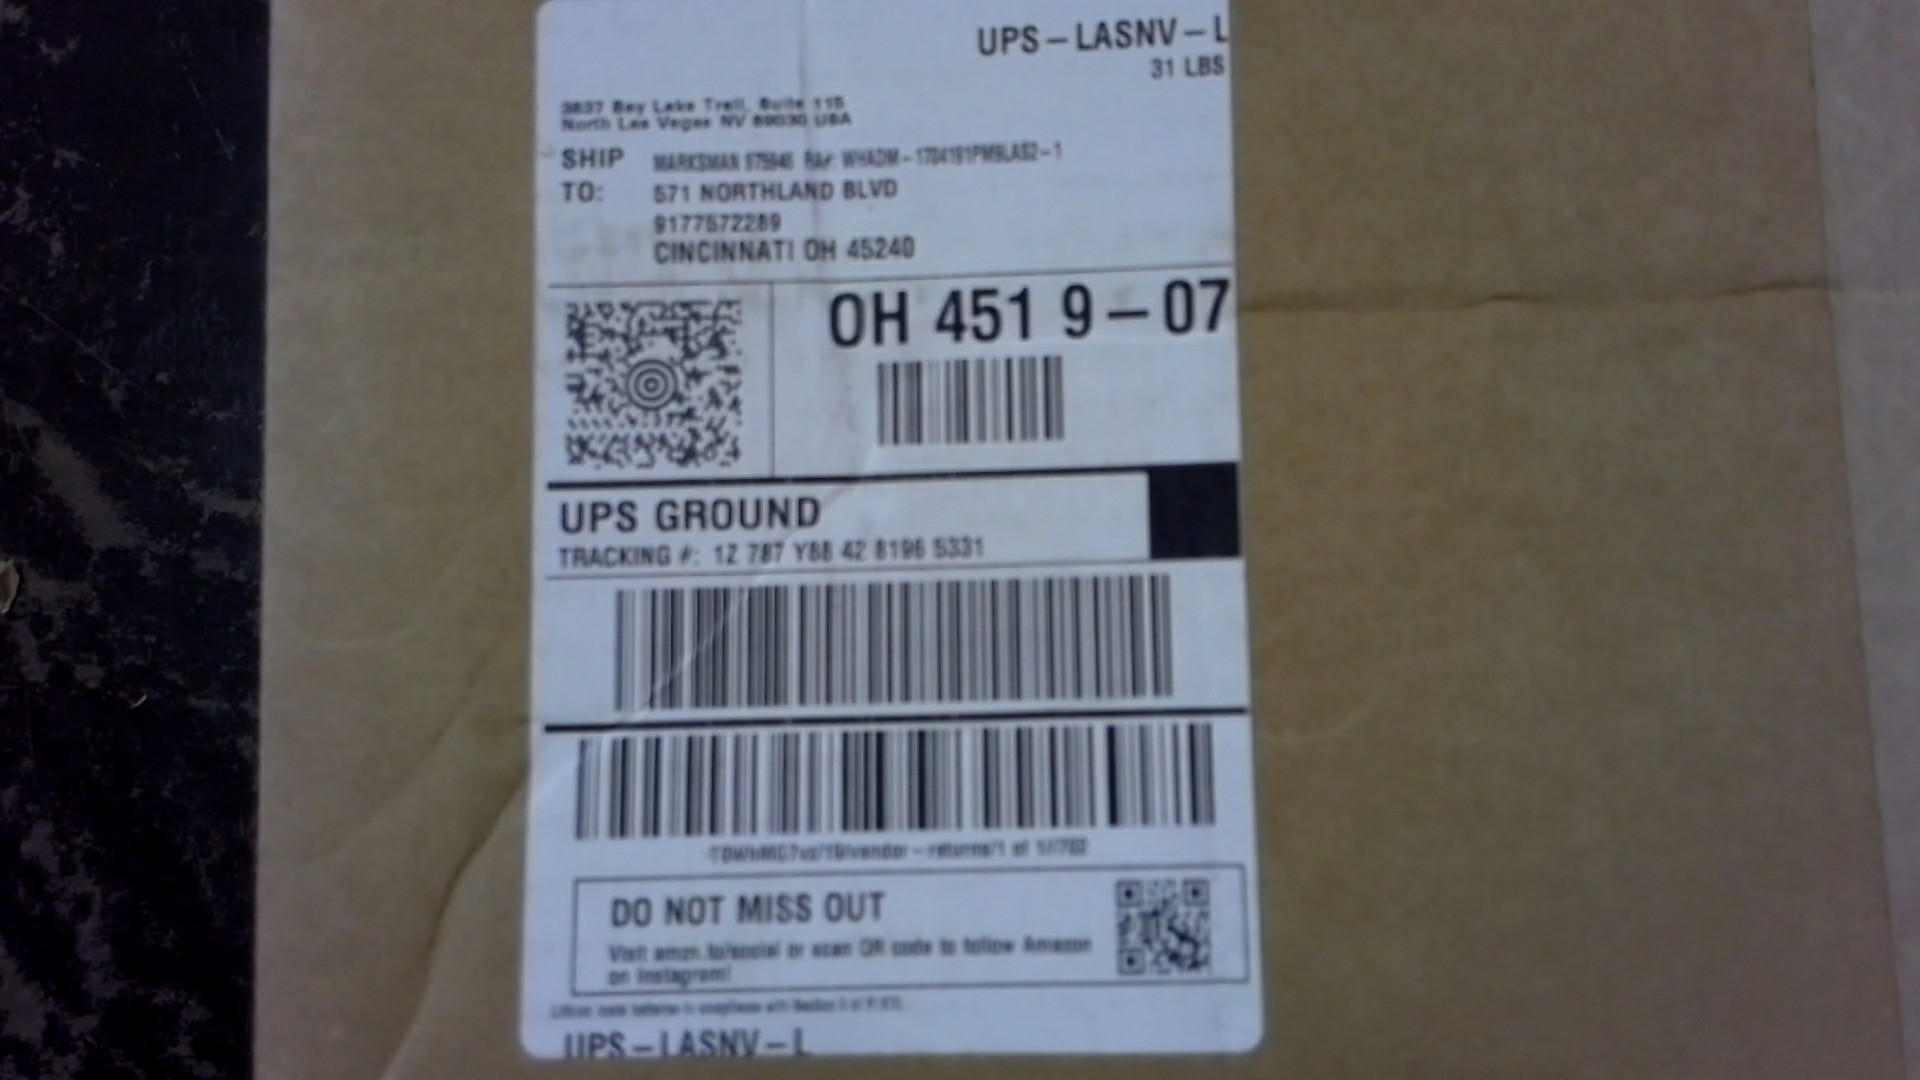 UPS-LASNV-L
31 LBS
3837 Bay Lake Trail, Suite 115
North Las Vegas NV 89030 USA
SHIP TO:
MARKSMAN RA#:
571 NORTHLAND BLVD
9177572289
CINCINNATI OH 45240
OH 451 9-07
UPS GROUND
TRACKING #: 1Z 787 Y88 42 8196 5331
DO NOT MISS OUT
Visit amzn.to/social or scan QR code to follow Amazon
on Instagram!
UPS-LASNV-L